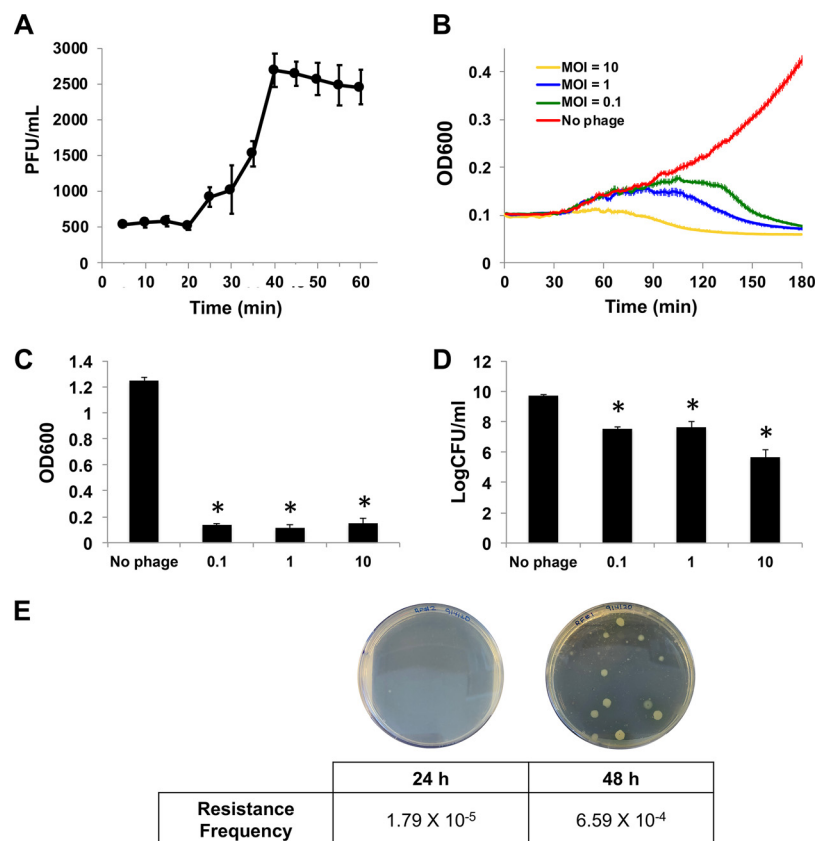 A
3000
2500
2000
1500
1000
500
0
PFU/mL
0 10 20 30 40 50 60
Time (min)
B
0.4
0.3
0.2
0.1
0
OD600
MOI = 10
MOI = 1
MOI = 0.1
No phage
0 30 60 90 120 150 180
Time (min)
C
1.4
1.2
1
0.8
0.6
0.4
0.2
0
OD600
* * *
No phage 0.1 1 10
D
12
10
8
6
4
2
0
LogCFU/ml
* * *
No phage 0.1 1 10
E
24 h 48 h
Resistance
Frequency
1.79 X 10-5 6.59 X 10-4